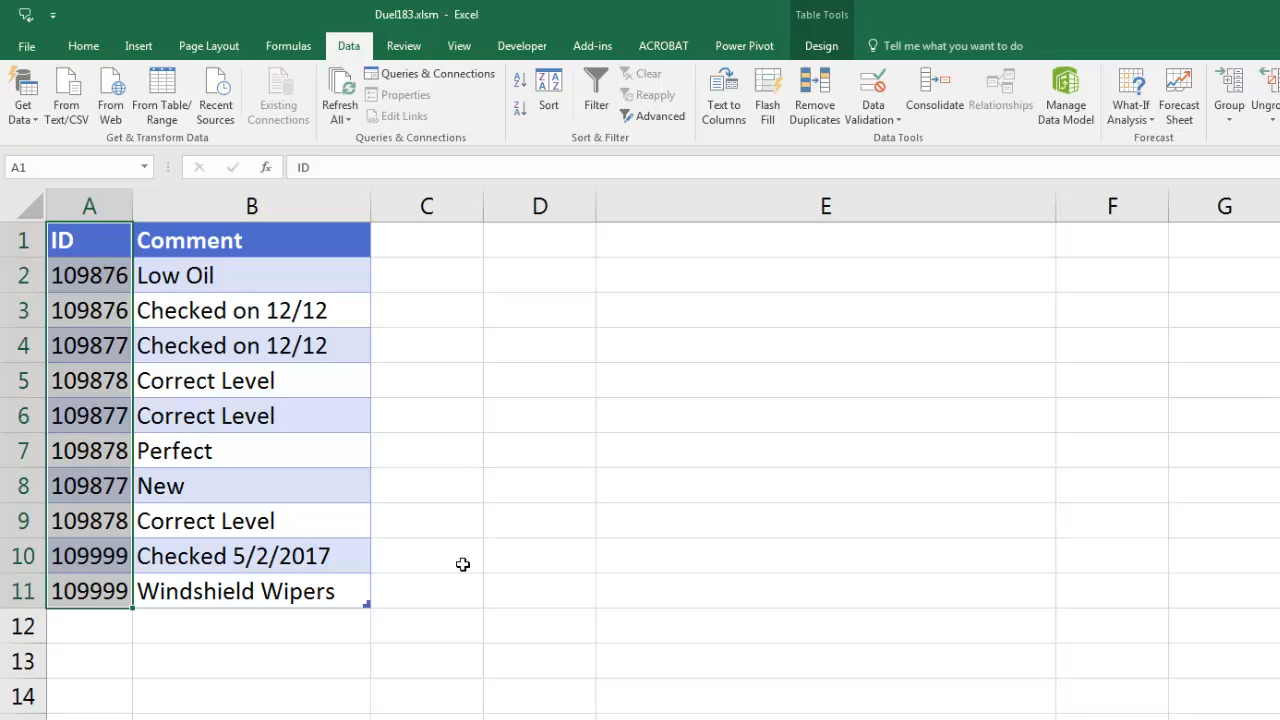 Duel183.xlsm - Excel
Table Tools
File Home Insert Page Layout Formulas Data Review View Developer Add-ins ACROBAT Power Pivot Design Tell me what you want to do
Get Data
From Text/CSV
From Web
From Table/ Range
Recent Sources
Get & Transform Data
Existing Connections
Refresh All
Queries & Connections
Properties
Edit Links
Queries & Connections
Sort
Filter
Clear
Reapply
Advanced
Sort & Filter
Text to Columns
Flash Fill
Remove Duplicates
Data Validation
Consolidate
Relationships
Manage Data Model
Data Tools
What-If Analysis
Forecast Sheet
Forecast
Group
A1 fx ID
A B C D E F G
1 ID Comment
2 109876 Low Oil
3 109876 Checked on 12/12
4 109877 Checked on 12/12
5 109878 Correct Level
6 109877 Correct Level
7 109878 Perfect
8 109877 New
9 109878 Correct Level
10 109999 Checked 5/2/2017
11 109999 Windshield Wipers
12
13
14